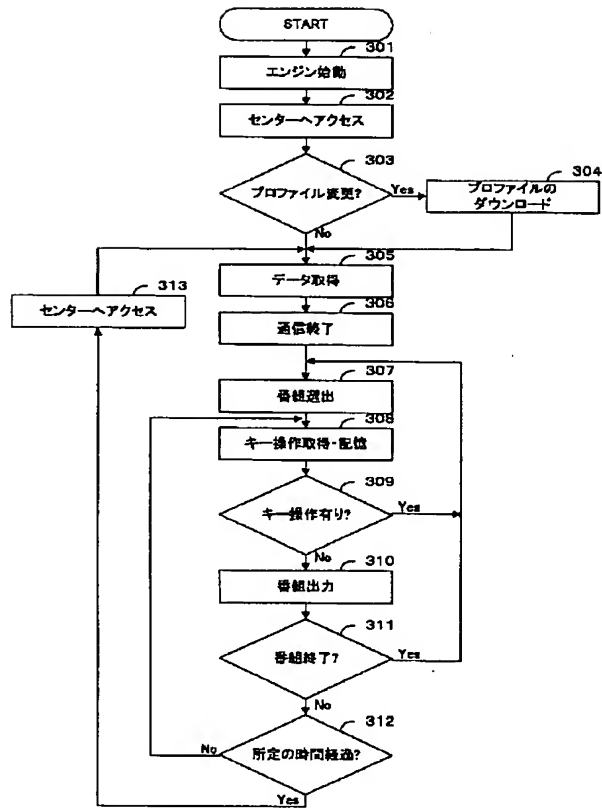 START
301
エンジン始動
302
センターへアクセス
303
プロファイル変更?
Yes
304
プロファイルの
ダウンロード
No
305
データ取得
313
センターへアクセス
306
通信終了
307
番組選出
308
キー操作取得・記憶
309
キー操作有り?
Yes
No
310
番組出力
311
番組終了?
Yes
No
312
No
所定の時間経過?
Yes